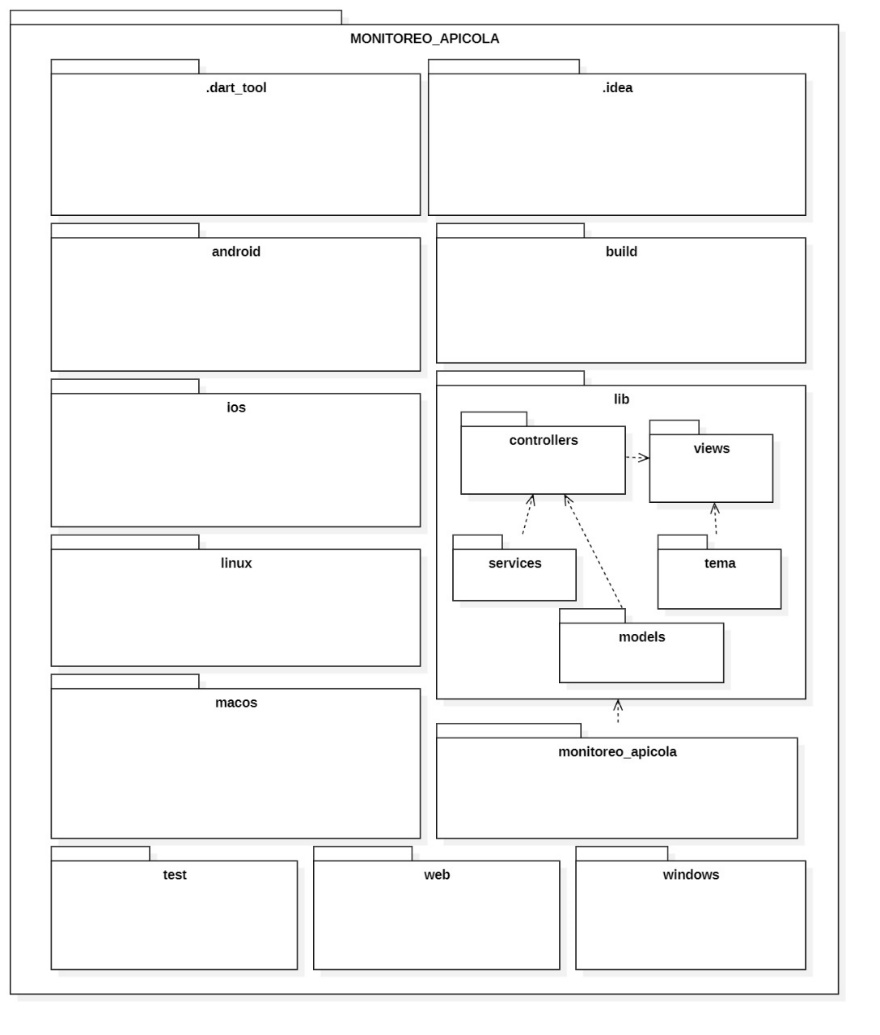 MONITOREO_APICOLA
.dart_tool
.idea
android
build
ios
lib
controllers
views
linux
services
tema
models
macos
monitoreo_apicola
test
web
windows